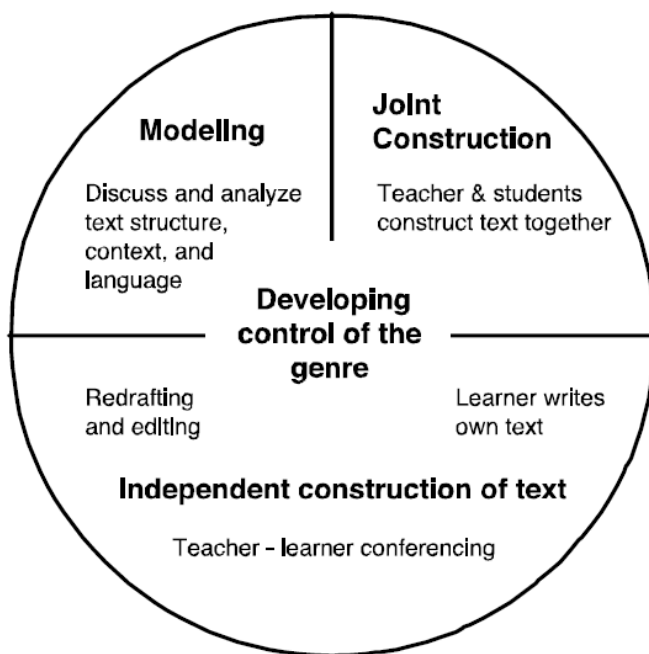 Modeling
Discuss and analyze
text structure,
context, and
language
Joint
Construction
Teacher & students
construct text together
Developing
control of the
genre
Redrafting
and editing
Learner writes
own text
Independent construction of text
Teacher - learner conferencing